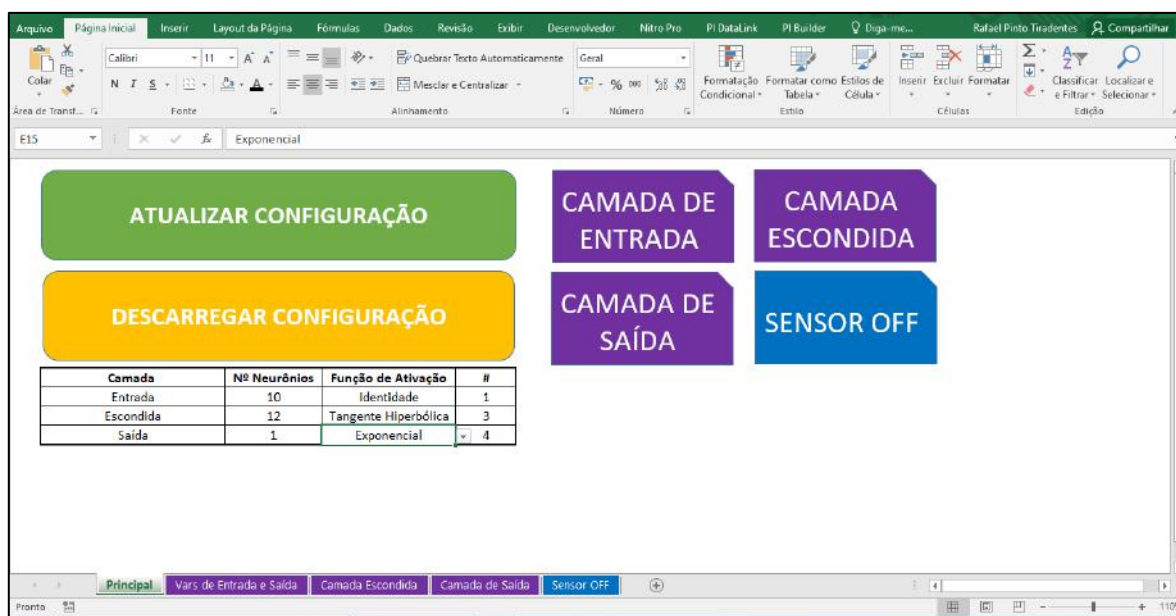 Arquivo Página Inicial Inserir Layout da Página Fórmulas Dados Revisão Exibir Desenvolvedor Nitro Pro PI DataLink PI Builder Diga-me... Rafael Pinto Tiradentes Compartilhar
Calibri 11 Quebrar Texto Automaticamente Geral
Colar N I S A Mesclar e Centralizar % 000 Formatação Condicional Formatar como Tabela Estilos de Célula Inserir Excluir Formatar Classificar e Filtrar Localizar e Selecionar
Área de Transf... Fonte Alinhamento Número Estilo Células Edição
E15 fx Exponencial
ATUALIZAR CONFIGURAÇÃO
CAMADA DE
ENTRADA
CAMADA
ESCONDIDA
DESCARREGAR CONFIGURAÇÃO
CAMADA DE
SAÍDA
SENSOR OFF
Camada Nº Neurônios Função de Ativação #
Entrada 10 Identidade 1
Escondida 12 Tangente Hiperbólica 3
Saída 1 Exponencial 4
Principal Vars de Entrada e Saída Camada Escondida Camada de Saída Sensor OFF
Pronto